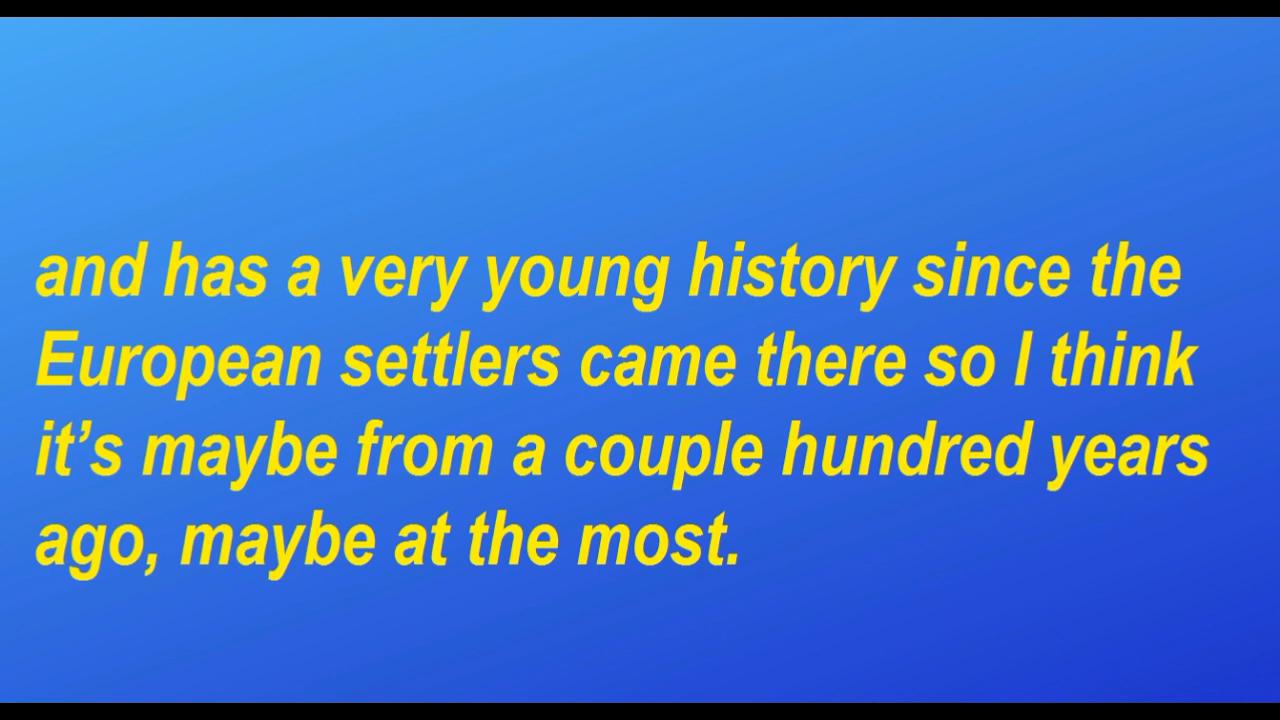 and has a very young history since the
European settlers came there so I think
it’s maybe from a couple hundred years
ago, maybe at the most.